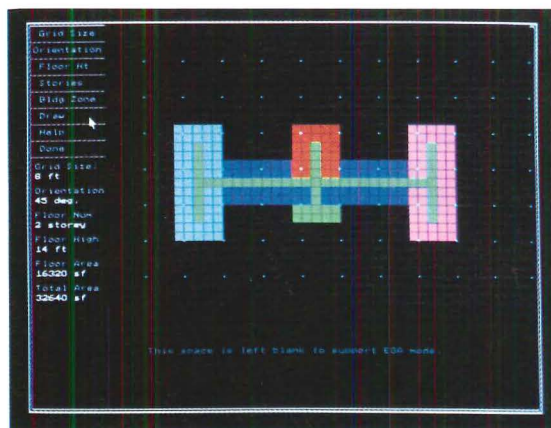 Grid Size
Orientation
Floor Ht
Stories
Bldg Zone
Draw
Help
Done
Grid Size:
8 ft
Orientation
45 deg.
Floor Num
2 storey
Floor High
14 ft
Floor Area
16320 sf
Total Area
32640 sf
This space is left blank to support EGA mode.